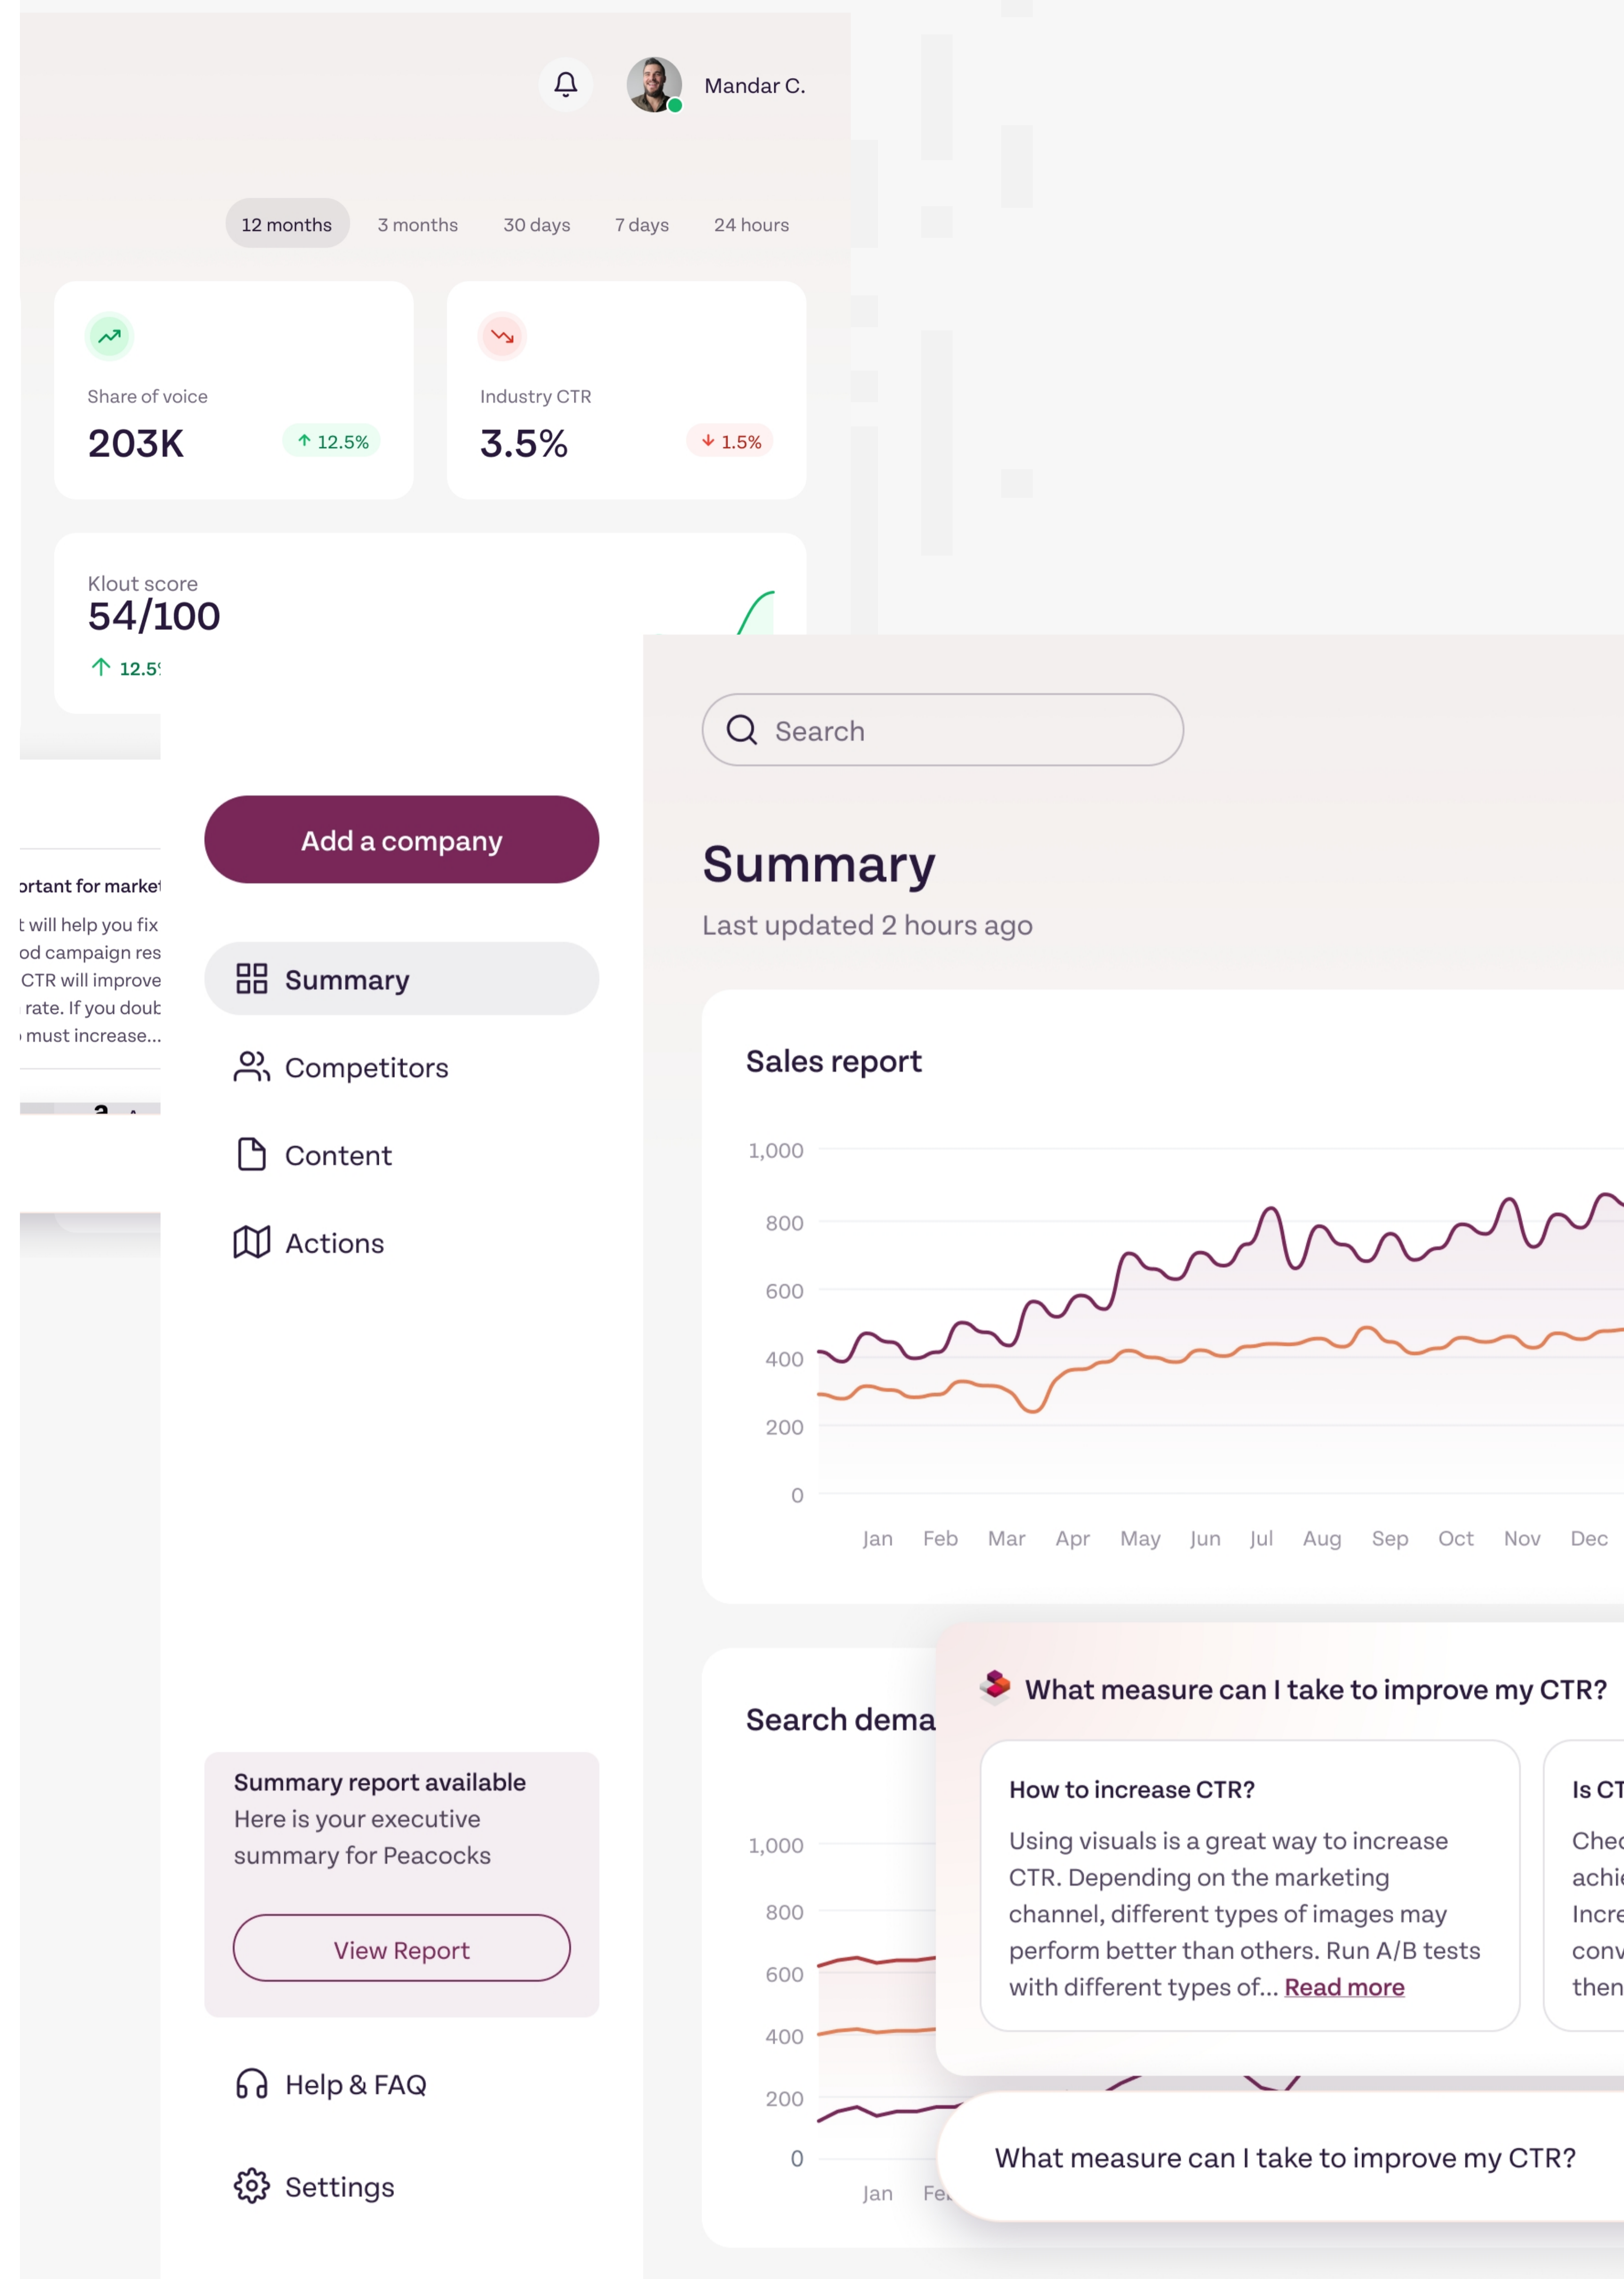 Mandar C.
12 months 3 months 30 days 7 days 24 hours
Share of voice
203K
12.5%
Industry CTR
3.5%
1.5%
Klout score
54/100
for
t will help you fix
campaign
CTR will improve
rate. If you
must increase...
Add a company
Summary
Competitors
Content
Actions
Summary report available
Here is your executive
summary for Peacocks
View Report
Help & FAQ
Settings
Search
Summary
Last updated 2 hours ago
Sales report
1,000
800
600
400
200
0
Jan Feb Mar Apr May Jun Jul Aug Sep Oct Nov Dec
Search
1,000
800
600
400
200
0
Jan
What measure can I take to improve my CTR?
How to increase CTR?
Using visuals is a great way to increase
CTR. Depending on the marketing
channel, different types of images may
perform better than others. Run A/B tests
with different types of... Read more
Is
What measure can I take to improve my CTR?